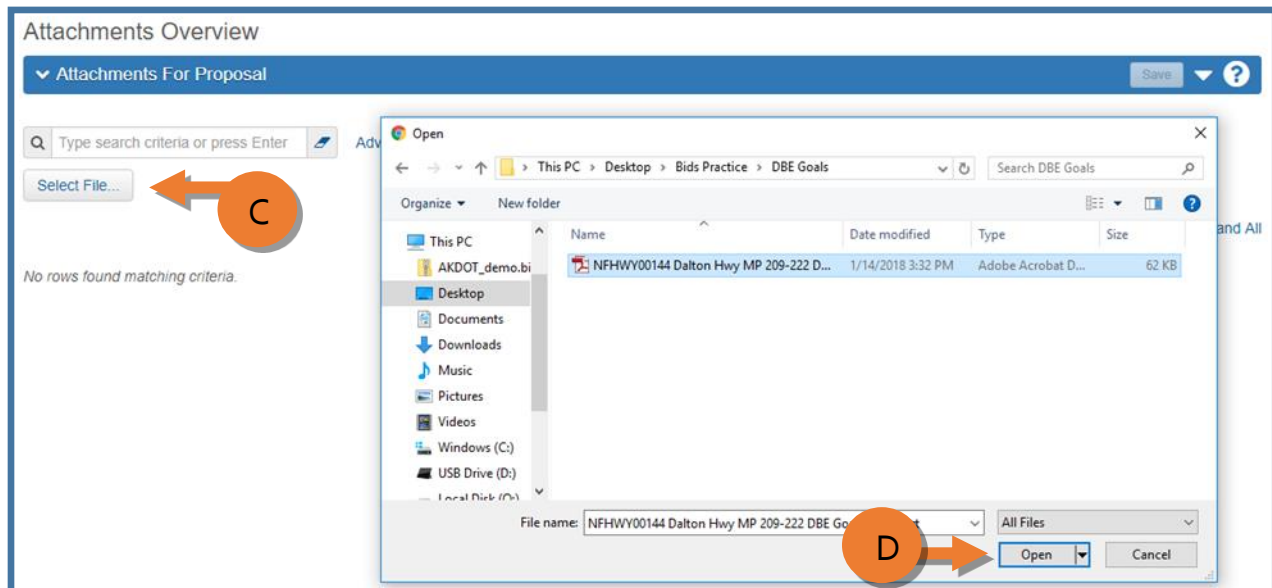 Attachments Overview
Attachments For Proposal
Save
?
Type search criteria or press Enter
Adv
Select File...
C
No rows found matching criteria.
and All
Open
This PC > Desktop > Bids Practice > DBE Goals
Search DBE Goals
Organize
New folder
?
Name
Date modified
Type
Size
This PC
AKDOT_demo.bi
Desktop
Documents
Downloads
Music
Pictures
Videos
Windows (C:)
USB Drive (D:)
Local Disk (O:)
NFHWY00144 Dalton Hwy MP 209-222 D...
1/14/2018 3:32 PM
Adobe Acrobat D...
62 KB
File name:
NFHWY00144 Dalton Hwy MP 209-222 DBE Go
All Files
D
Open
Cancel